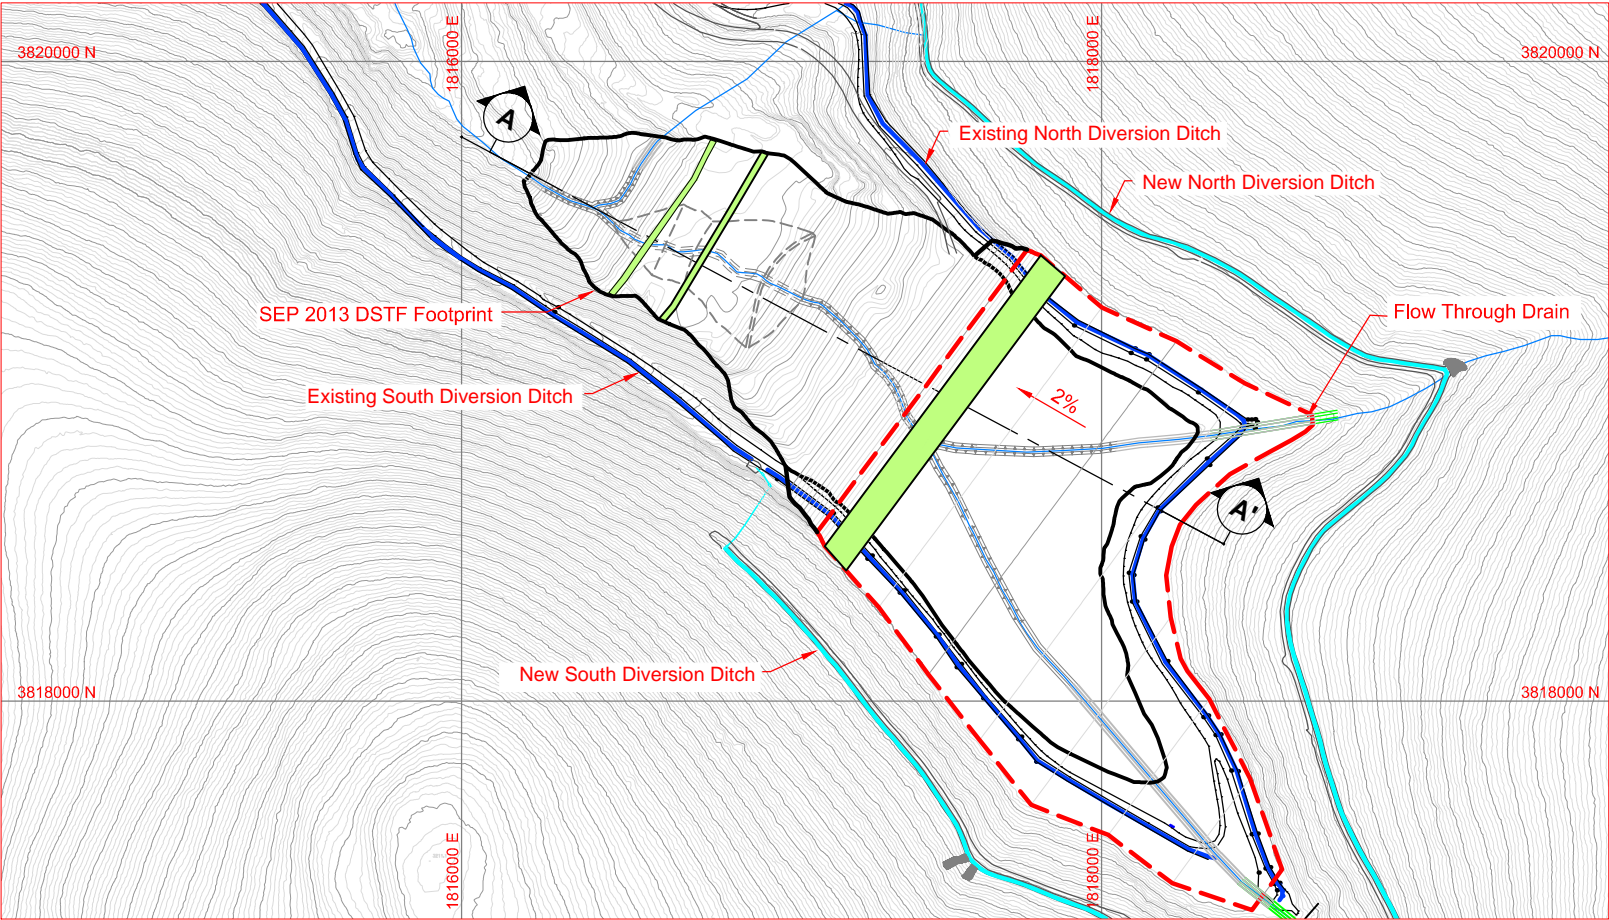 1816000 E
1818000 E
3820000 N
3820000 N
A
Existing North Diversion Ditch
New North Diversion Ditch
SEP 2013 DSTF Footprint
Flow Through Drain
Existing South Diversion Ditch
2%
A'
New South Diversion Ditch
3818000 N
3818000 N
1816000 E
1818000 E